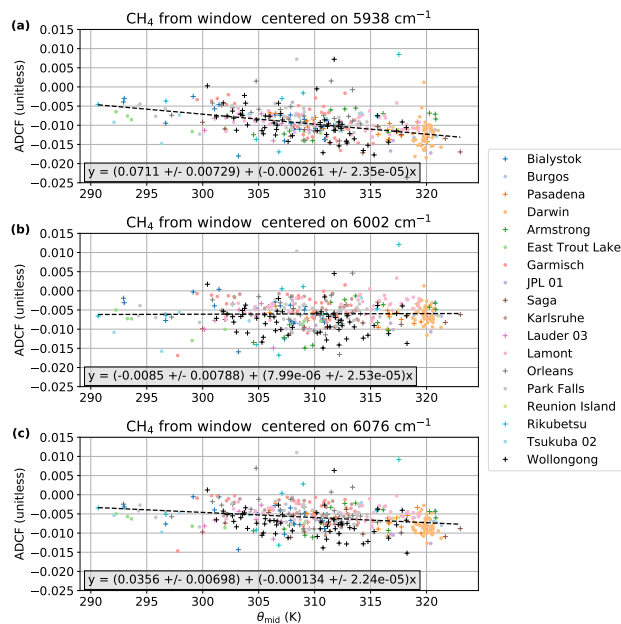 (a)
CH₄ from window centered on 5938 cm⁻¹
0.015
0.010
0.005
0.000
−0.005
−0.010
−0.015
−0.020
−0.025
ADCF (unitless)
y = (0.0711 +/- 0.00729) + (-0.000261 +/- 2.35e-05)x
290 295 300 305 310 315 320
(b)
CH₄ from window centered on 6002 cm⁻¹
0.015
0.010
0.005
0.000
−0.005
−0.010
−0.015
−0.020
−0.025
ADCF (unitless)
y = (-0.0085 +/- 0.00788) + (7.99e-06 +/- 2.53e-05)x
290 295 300 305 310 315 320
(c)
CH₄ from window centered on 6076 cm⁻¹
0.015
0.010
0.005
0.000
−0.005
−0.010
−0.015
−0.020
−0.025
ADCF (unitless)
y = (0.0356 +/- 0.00698) + (-0.000134 +/- 2.24e-05)x
290 295 300 305 310 315 320
θmid (K)
Bialystok
Burgos
Pasadena
Darwin
Armstrong
East Trout Lake
Garmisch
JPL 01
Saga
Karlsruhe
Lauder 03
Lamont
Orleans
Park Falls
Reunion Island
Rikubetsu
Tsukuba 02
Wollongong